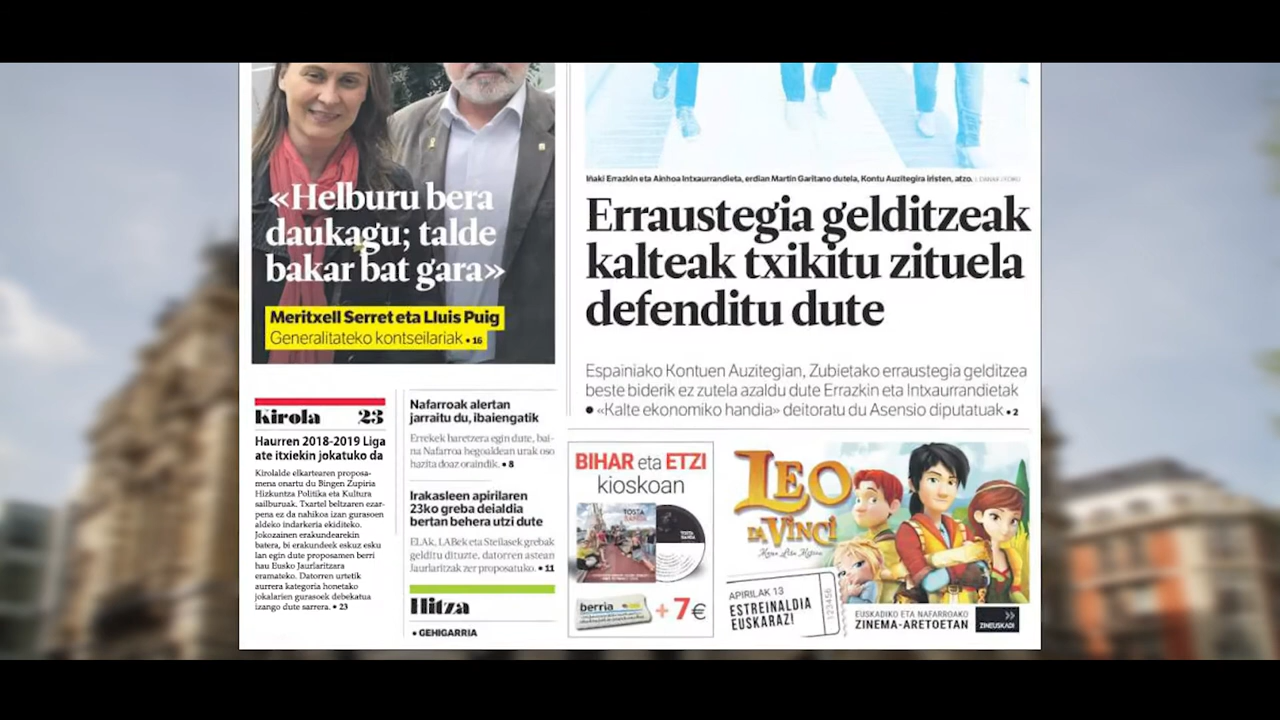 «Helburu bera
daukagu; talde
bakar bat gara»
Meritxell Serret eta Lluis Puig
Generalitateko kontseilariak • 16
Iñaki Errazkin eta Ainhoa Intxaurrandieta, erdian Martin Garitano dutela, Kontu Auzitegira iristen, atzo.
Erraustegia gelditzeak
kalteak txikitu zituela
defenditu dute
Espainiako Kontuen Auzitegian, Zubietako erraustegia gelditzea
beste biderik ez zutela azaldu dute Errazkin eta Intxaurrandietak
● «Kalte ekonomiko handia» deitoratu du Asensio diputatuak • 2
Kirola 23
Haurren 2018-2019 Liga
ate itxiekin jokatuko da
Kirolalde elkartearen proposa-
mena onartu du Bingen Zupiria
Hizkuntza Politika eta Kultura
sailburuak. Txartel beltzaren ezar-
pena ez da nahikoa izan gurasoen
aldeko indarkeria ekiditeko.
Jokozainen erakundearekin
batera, bi erakundeek eskuz esku
lan egin dute proposamen berri
hau Eusko Jaurlaritzara
eramateko. Datorren urtetik
aurrera kategoria honetako
jokalarien gurasoek debekatua
izango dute sarrera. • 23
Nafarroak alertan
jarraitu du, ibaiengatik
Errekek baretzera egin dute, bai-
na Nafarroa hegoaldean urak oso
hazita doaz oraindik. • 8
Irakasleen apirilaren
23ko greba deialdia
bertan behera utzi dute
ELAk, LABek eta Steilasek grebak
gelditu dituzte, datorren astean
Jaurlaritzak zer proposatuko. • 11
Hitza
• GEHIGARRIA
BIHAR eta ETZI
kioskoan
TOSTA
BANDA
berria
+ 7€
LEO
DA VINCI
Mona Lisa Misioa
APIRILAK 13
ESTREINALDIA
EUSKARAZ!
123456
EUSKADIKO ETA NAFARROAKO
ZINEMA-ARETOETAN
ZINEUSKADI